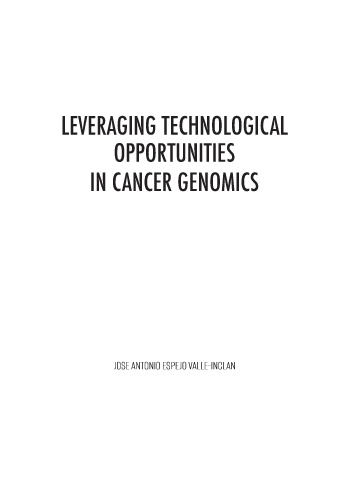 LEVERAGING TECHNOLOGICAL
OPPORTUNITIES
IN CANCER GENOMICS
JOSE ANTONIO ESPEJO VALLE-INCLAN